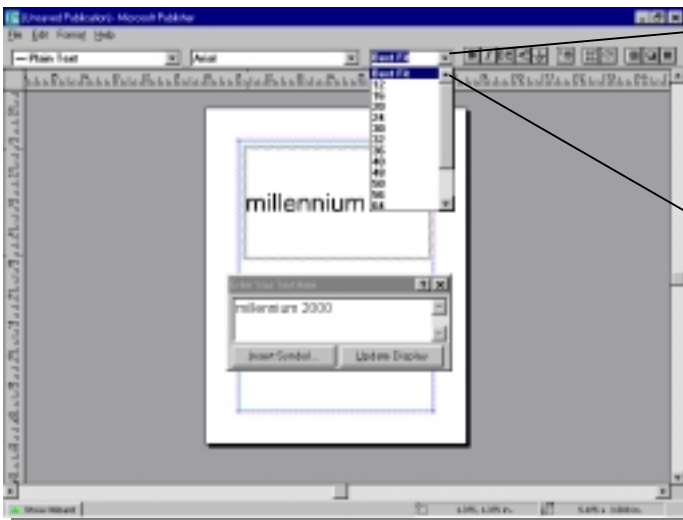 (Unsaved Publication) - Microsoft Publisher
File Edit Format Help
Plain Text Arial Best Fit
Best Fit
12
16
20
24
30
32
36
40
48
50
56
64
millennium
Enter Your Text Here
millennium 2000
Insert Symbol... Update Display
Show Wizard